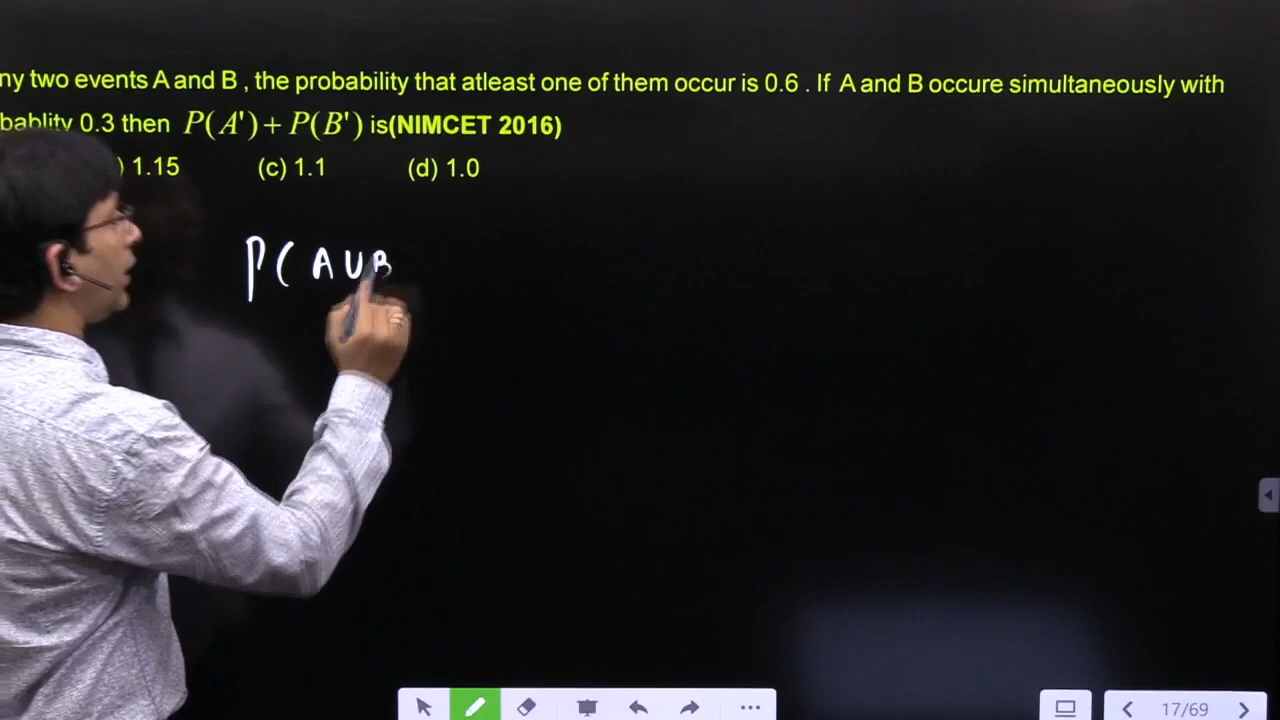 ny two events A and B , the probability that atleast one of them occur is 0.6 . If A and B occure simultaneously with
bablity 0.3 then P(A') + P(B') is(NIMCET 2016)
) 1.15 (c) 1.1 (d) 1.0
P( A ∪ B
17/69